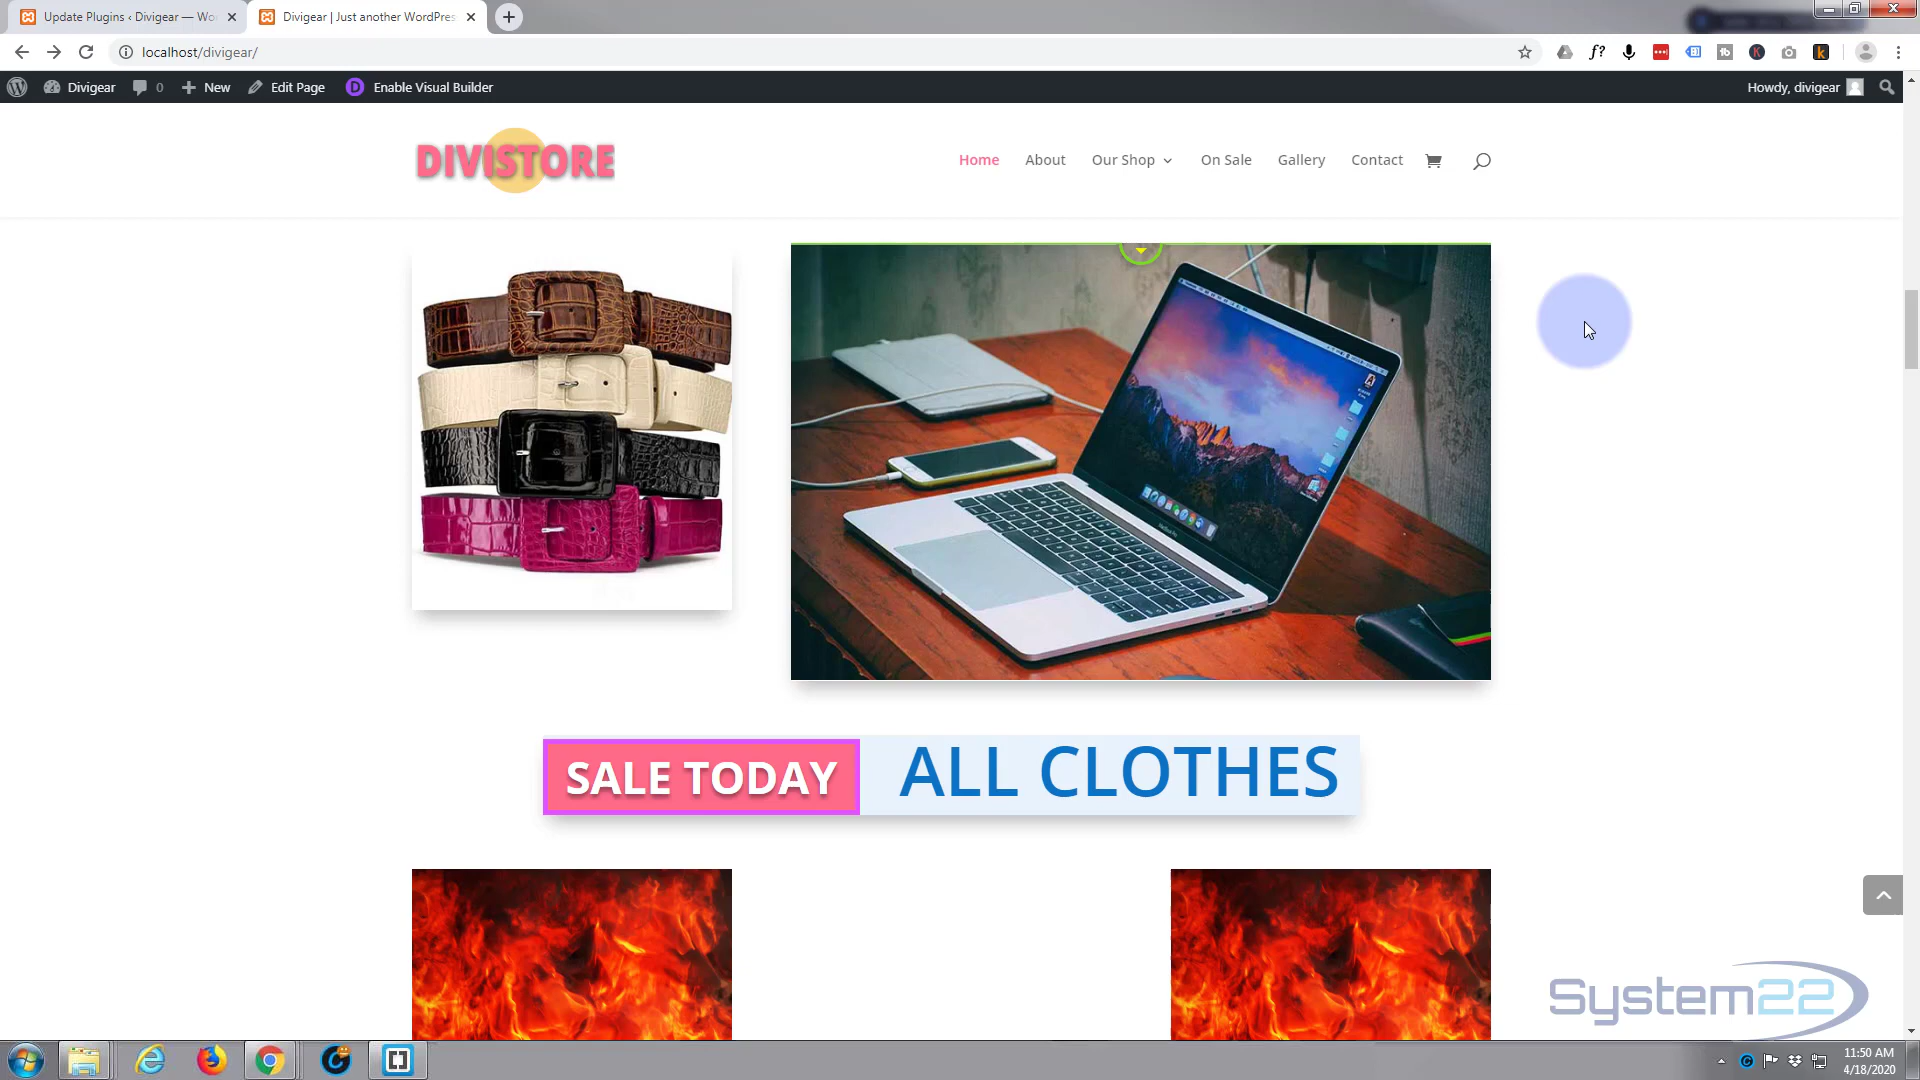 Update Plugins ‹ Divigear — Wo
Divigear | Just another WordPres
localhost/divigear/
f?
Divigear
0
New
Edit Page
D
Enable Visual Builder
Howdy, divigear
DIVISTORE
Home
About
Our Shop
On Sale
Gallery
Contact
SALE TODAY
ALL CLOTHES
System22
11:50 AM
4/18/2020